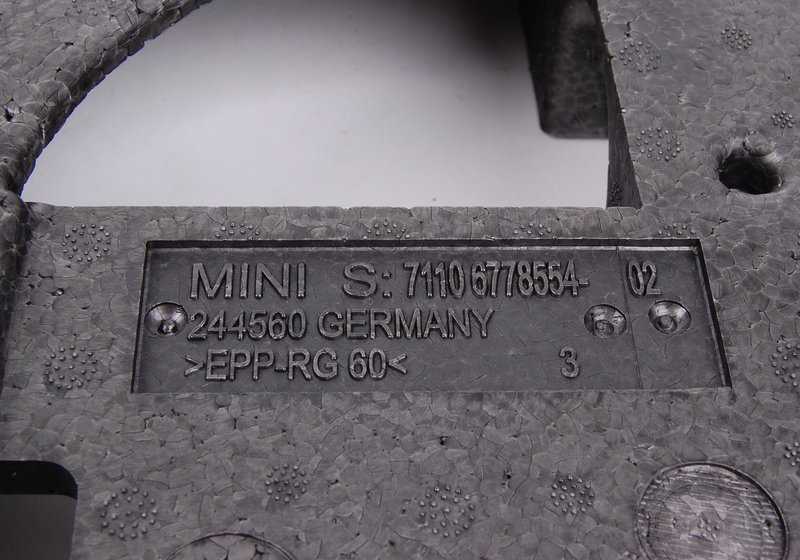 MINI S: 7110 6778554- 02
244560 GERMANY
>EPP-RG 60< 3